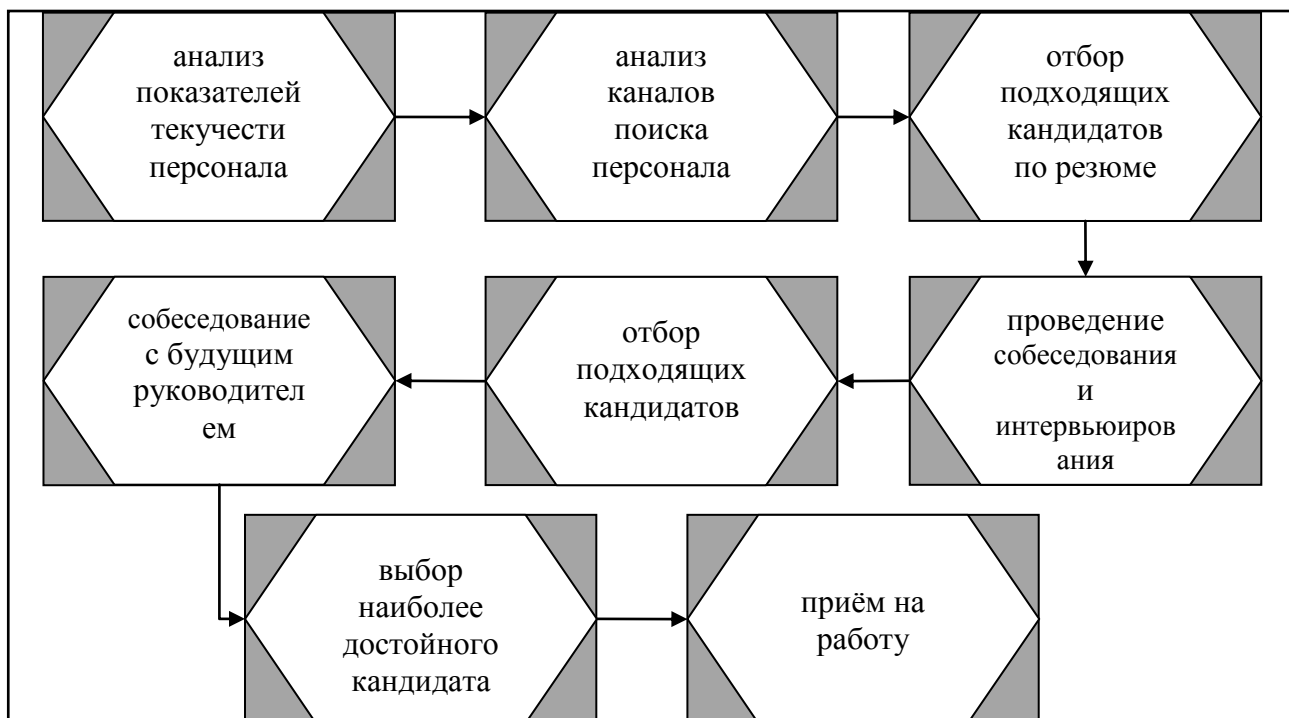 анализ
показателей
текучести
персонала
анализ
каналов
поиска
персонала
отбор
подходящих
кандидатов
по резюме
проведение
собеседования
и
интервьюиров
ания
отбор
подходящих
кандидатов
собеседование
с будущим
руководител
ем
выбор
наиболее
достойного
кандидата
приём на
работу